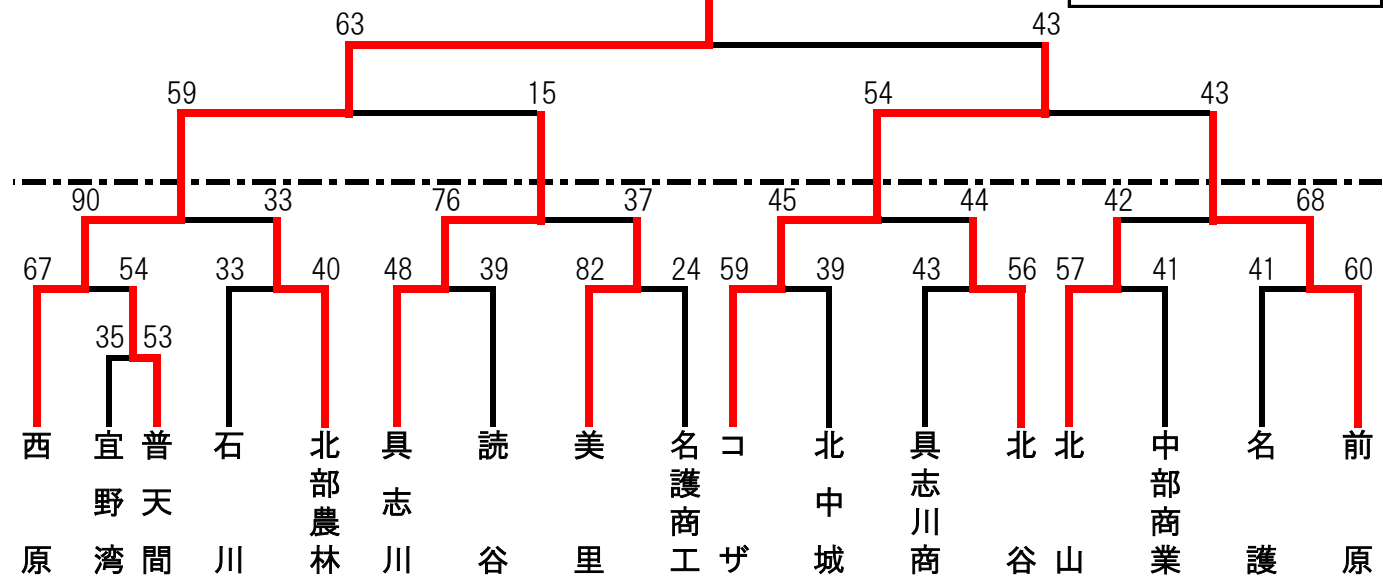 63 43
59 15 54 43
90 33 76 37 45 44 42 68
67 54 33 40 48 39 82 24 59 39 43 56 57 41 41 60
35 53
西原
宜野湾
普天間
石川
北部農林
具志川
読谷
美里
名護商工
コザ
北中城
具志川商
北谷
北山
中部商業
名護
前原